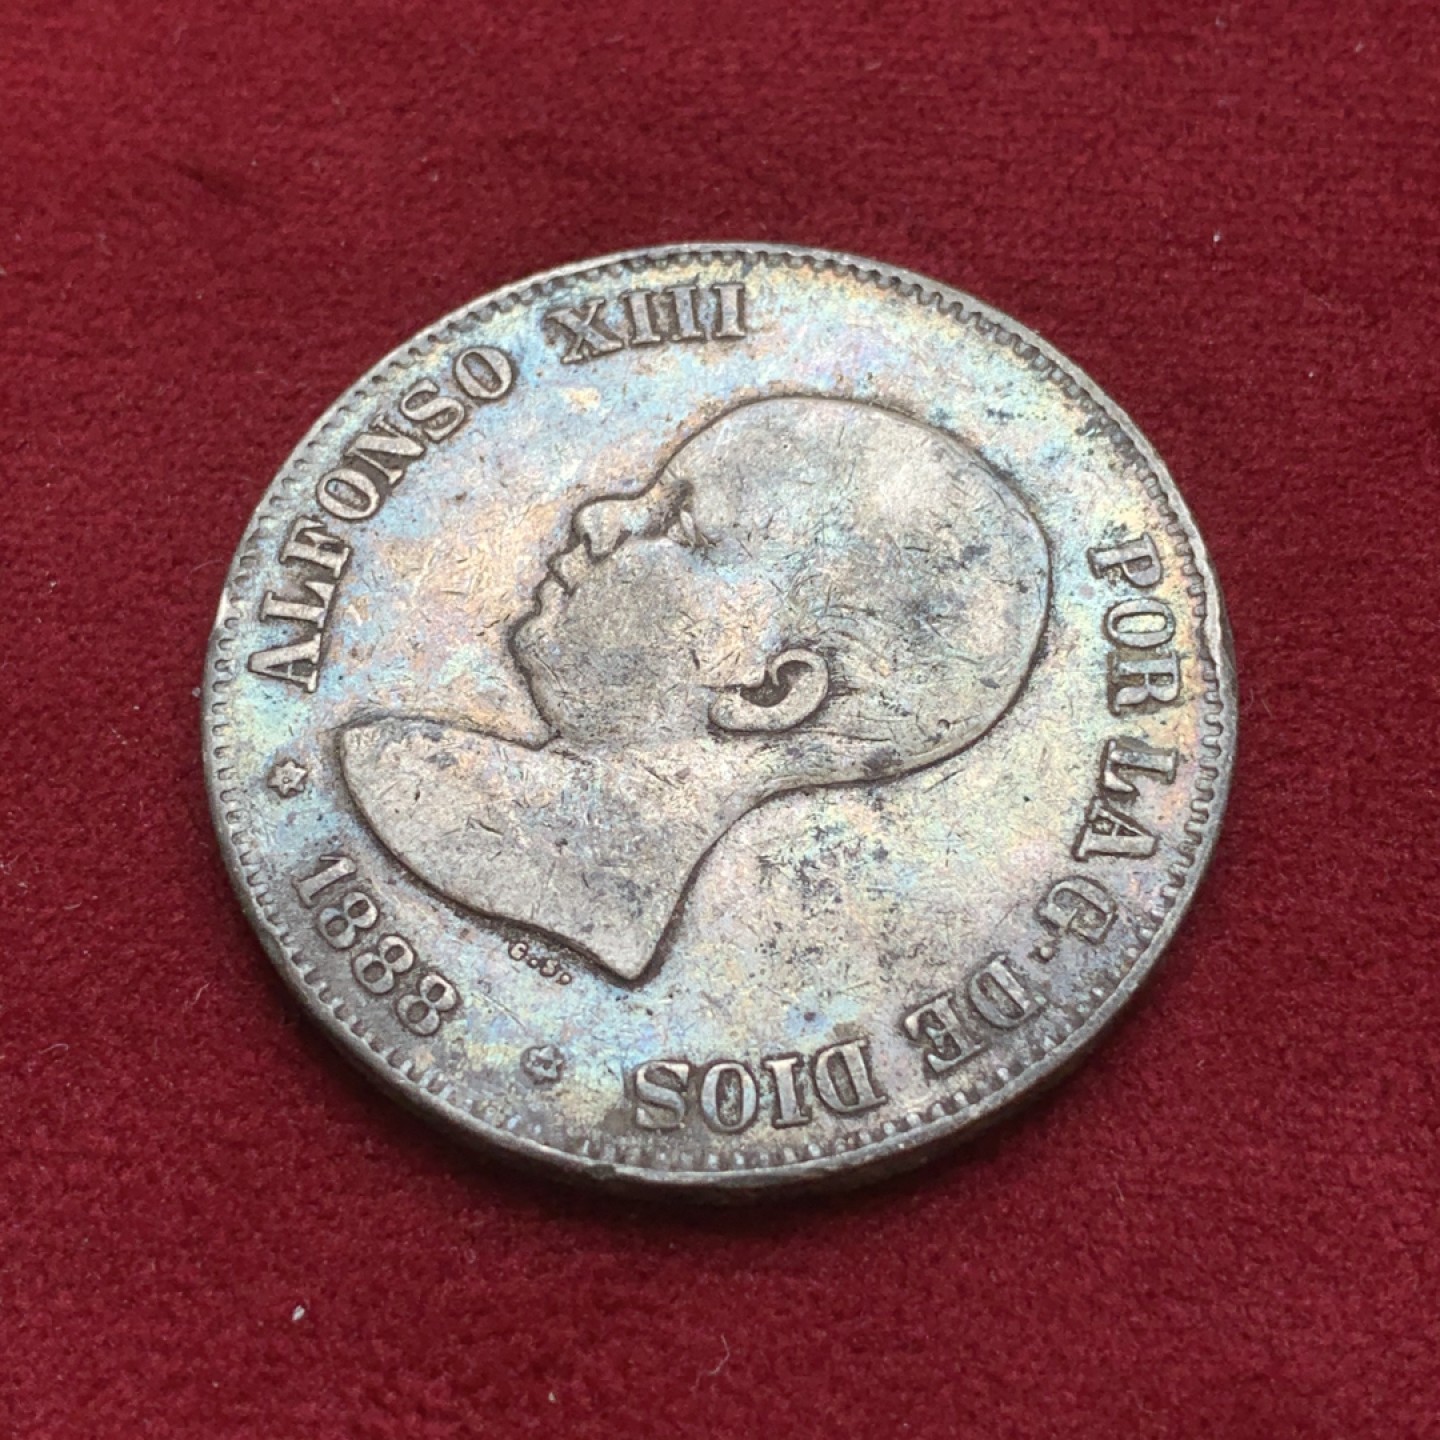 ALFONSO XIII
POR LA G. DE DIOS
* 1888 *
G.S.